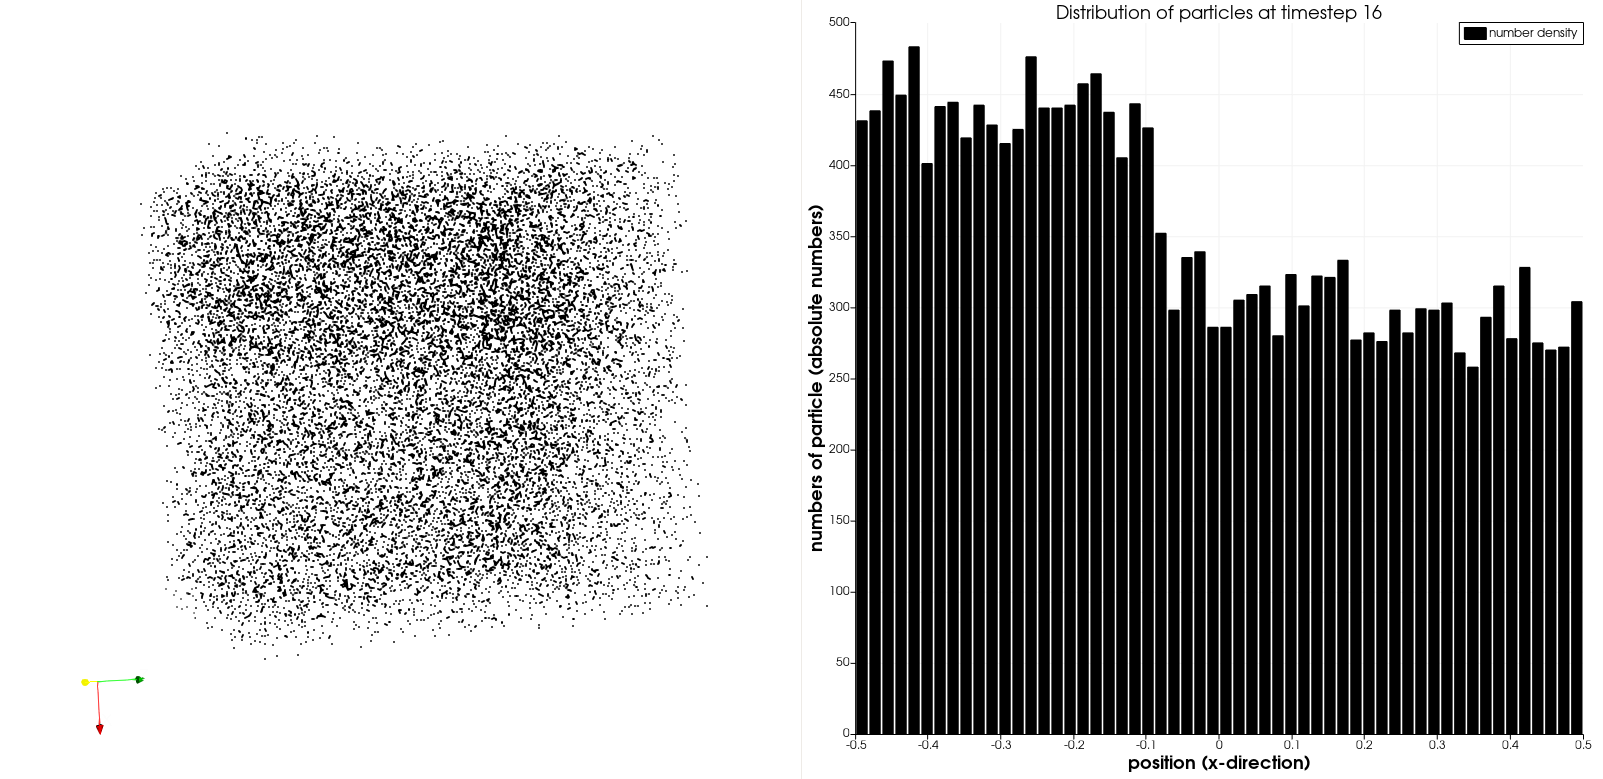 Distribution of particles at timestep 16
number density
numbers of particle (absolute numbers)
500
450
400
350
300
250
200
150
100
50
0
-0.5 -0.4 -0.3 -0.2 -0.1 0 0.1 0.2 0.3 0.4 0.5
position (x-direction)